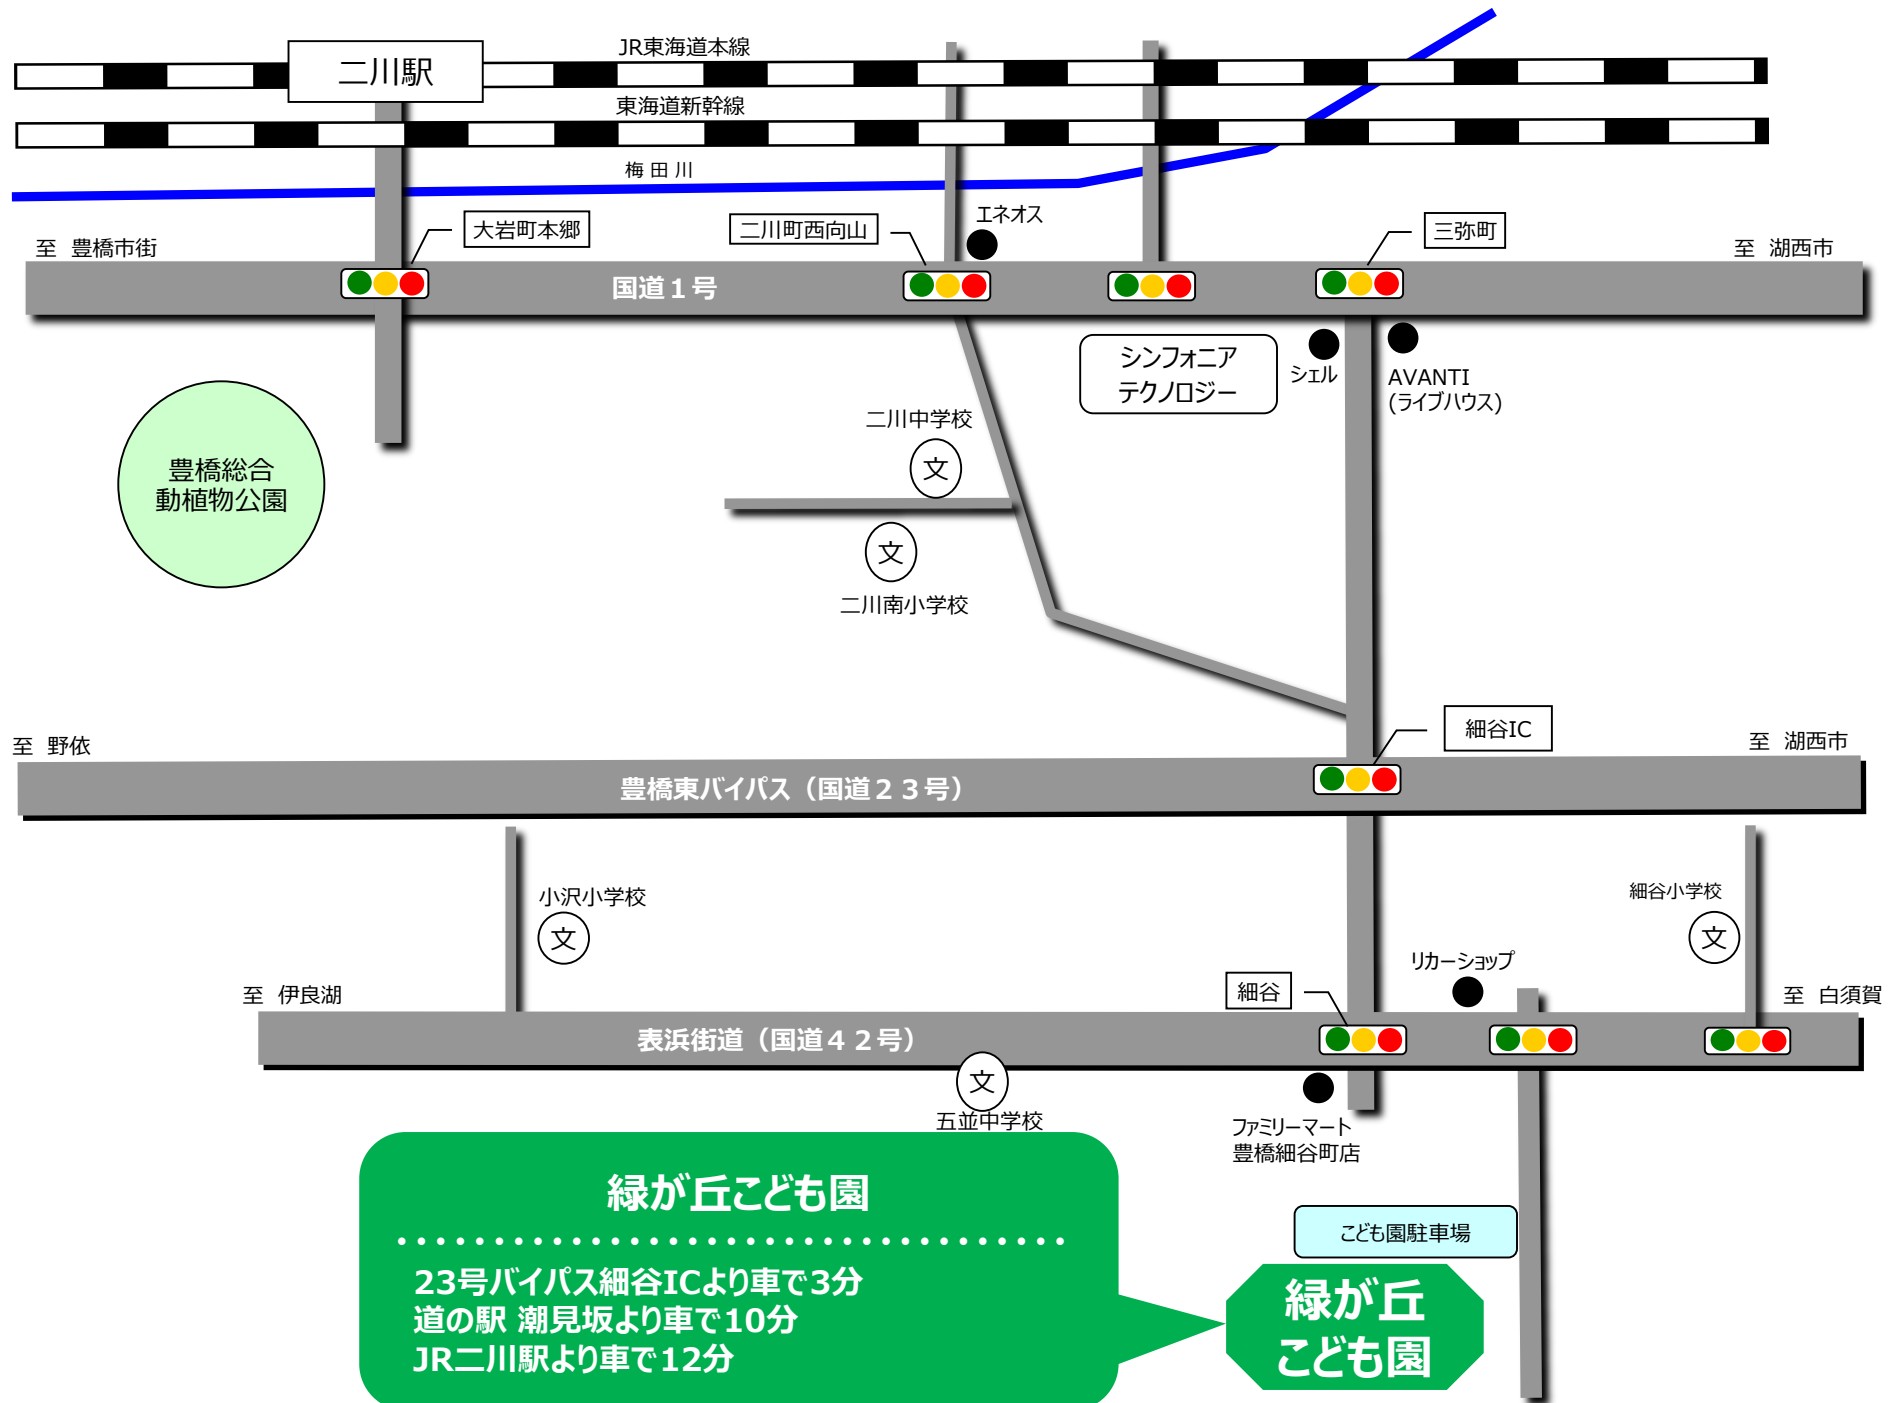 JR東海道本線
二川駅
東海道新幹線
梅田川
エネオス
大岩町本郷
二川町西向山
三弥町
至 豊橋市街
至 湖西市
国道１号
シンフォニア
テクノロジー
シェル
AVANTI
(ライブハウス)
二川中学校
文
豊橋総合
動植物公園
文
二川南小学校
細谷IC
至 野依
至 湖西市
豊橋東バイパス（国道２３号）
小沢小学校
文
細谷小学校
文
リカーショップ
至 伊良湖
細谷
至 白須賀
表浜街道（国道４２号）
文
五並中学校
ファミリーマート
豊橋細谷町店
緑が丘こども園
23号バイパス細谷ICより車で3分
道の駅 潮見坂より車で10分
JR二川駅より車で12分
こども園駐車場
緑が丘
こども園